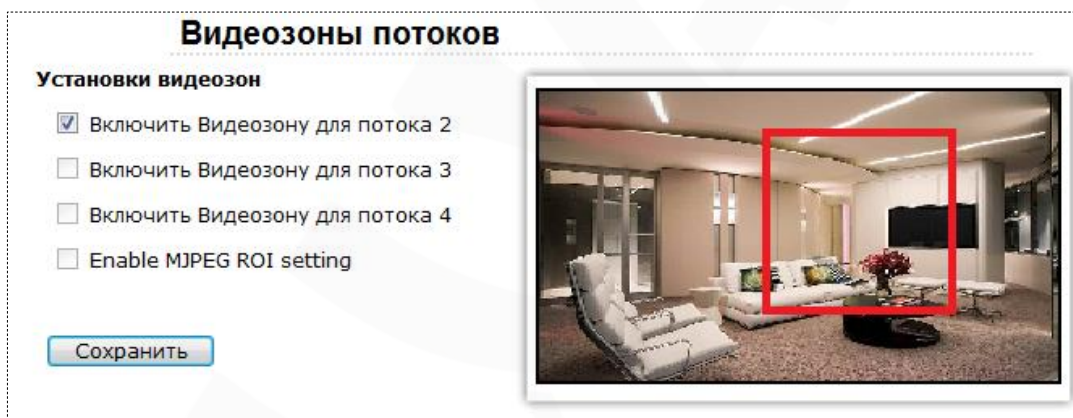 Видеозоны потоков
Установки видеозон
Включить Видеозону для потока 2
Включить Видеозону для потока 3
Включить Видеозону для потока 4
Enable MJPEG ROI setting
Сохранить